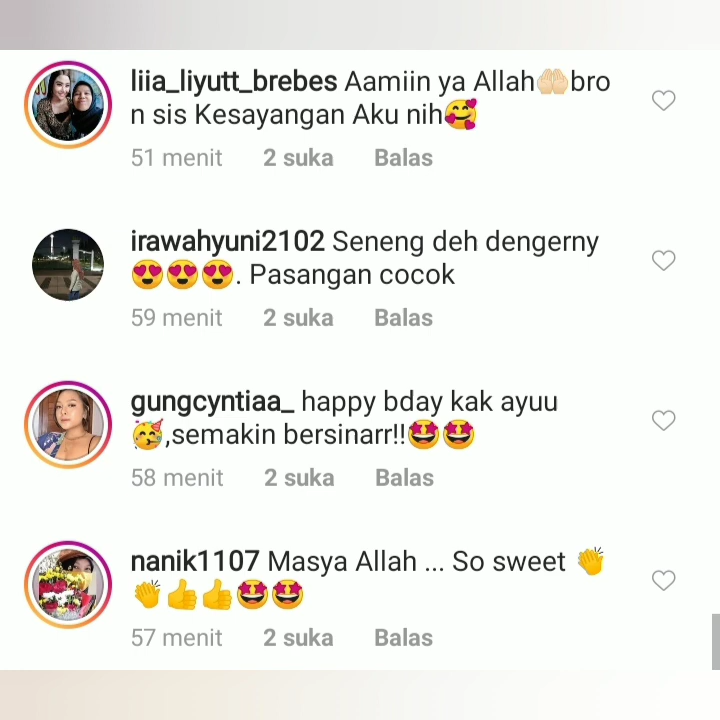 liia_liyutt_brebes Aamiin ya Allah🤲🏻bro
n sis Kesayangan Aku nih🥰
51 menit 2 suka Balas
irawahyuni2102 Seneng deh dengerny
😍😍😍. Pasangan cocok
59 menit 2 suka Balas
gungcyntiaa_ happy bday kak ayuu
🥳,semakin bersinarr!!🤩🤩
58 menit 2 suka Balas
nanik1107 Masya Allah ... So sweet 👏
👏👍👍🤩🤩
57 menit 2 suka Balas